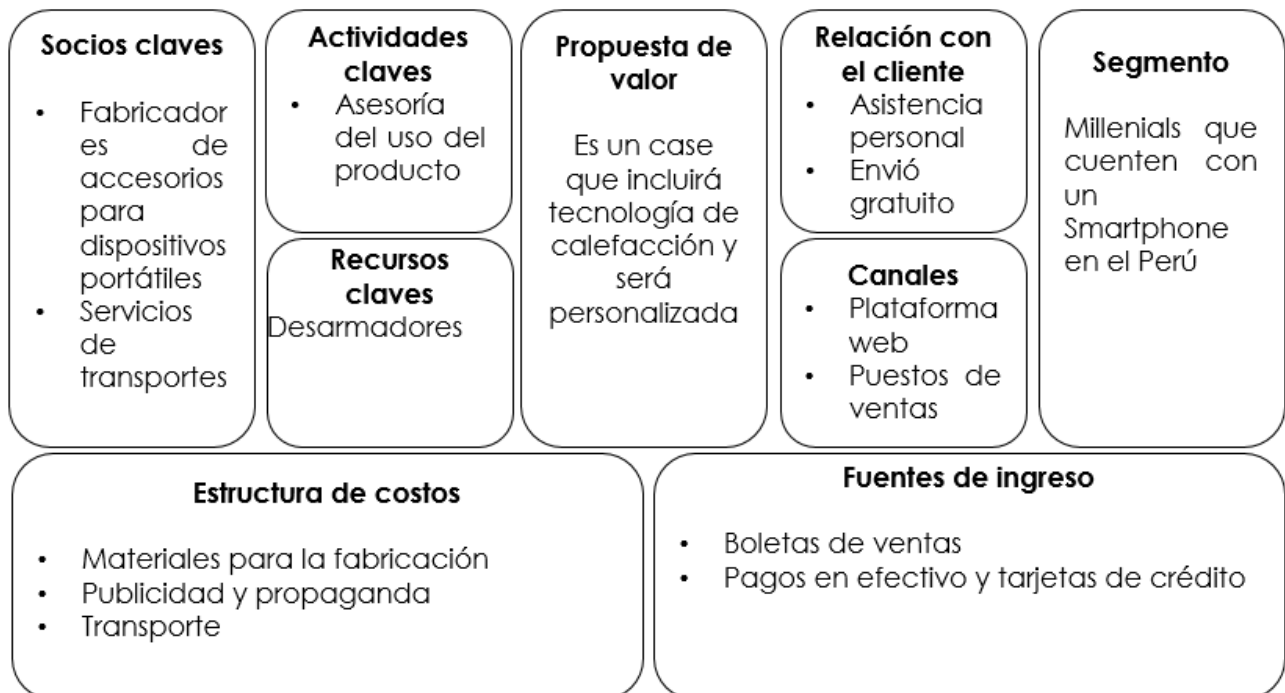 Socios claves
• Fabricador
es de
accesorios
para
dispositivos
portátiles
• Servicios
de
transportes
Actividades
claves
• Asesoría
del uso del
producto
Recursos
claves
Desarmadores
Propuesta de
valor
Es un case
que incluirá
tecnología de
calefacción y
será
personalizada
Relación con
el cliente
• Asistencia
personal
• Envió
gratuito
Canales
• Plataforma
web
• Puestos de
ventas
Segmento
Millenials que
cuenten con
un
Smartphone
en el Perú
Estructura de costos
• Materiales para la fabricación
• Publicidad y propaganda
• Transporte
Fuentes de ingreso
• Boletas de ventas
• Pagos en efectivo y tarjetas de crédito